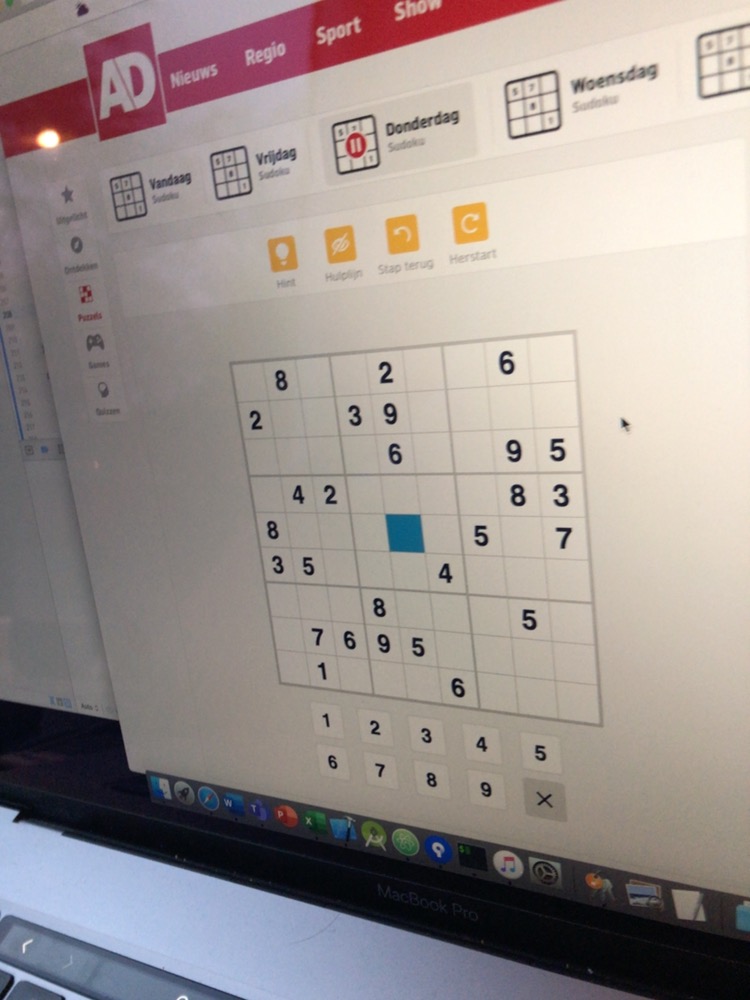 AD Nieuws Regio Sport Show
Vandaag
Sudoku
Vrijdag
Sudoku
Donderdag
Sudoku
Woensdag
Sudoku
Uitgelicht
Ontdekken
Puzzels
Games
Quizzen
Hint Hulplijn Stap terug Herstart
8 2 6
2 3 9
6 9 5
4 2 8 3
8 5 7
3 5 4
8 5
7 6 9 5
1 6
1 2 3 4 5
6 7 8 9 ×
MacBook Pro